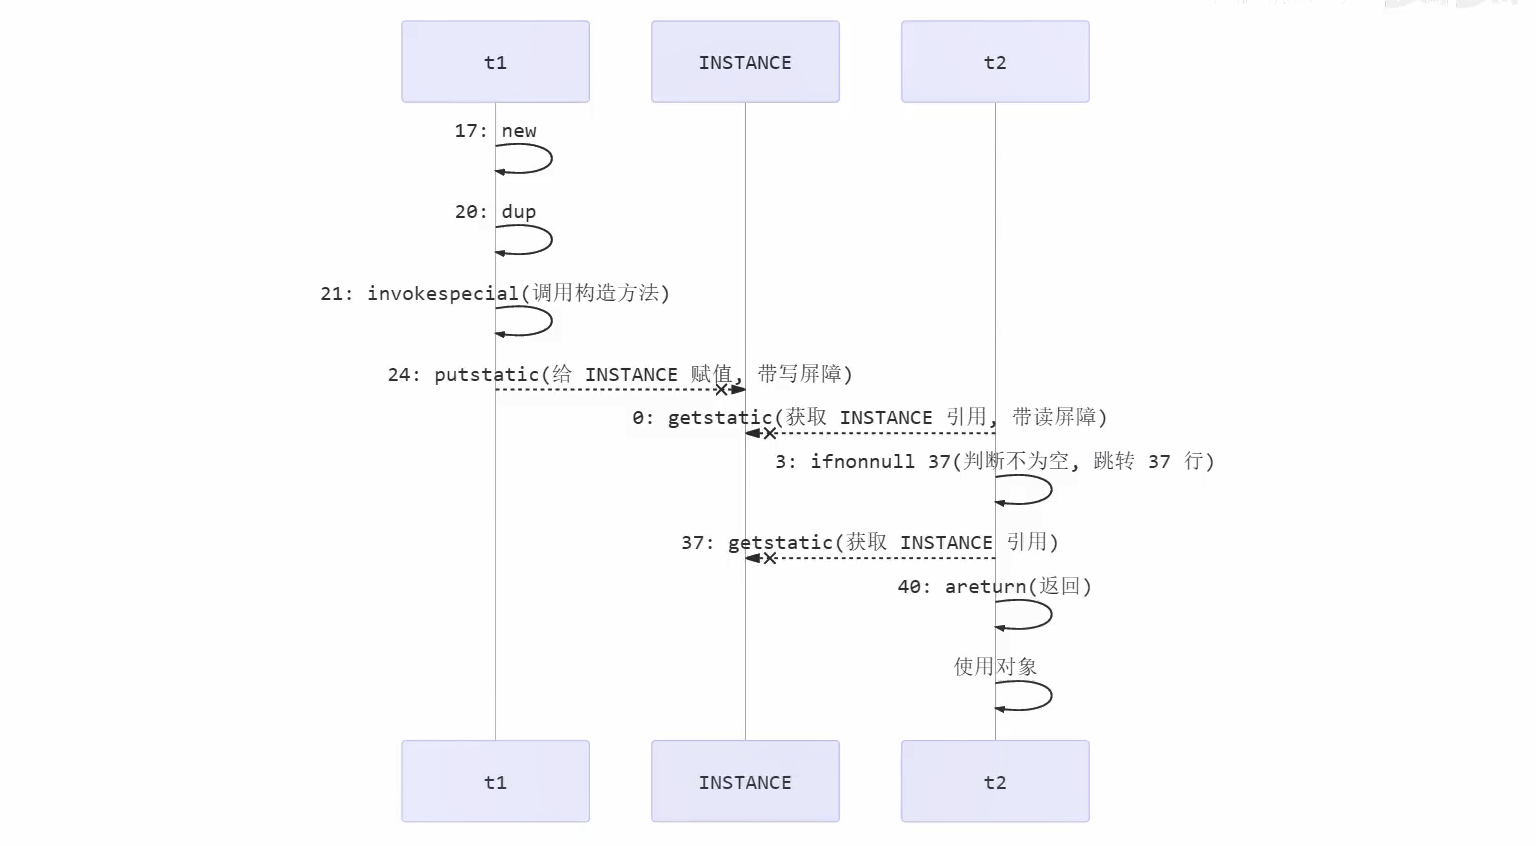 t1 INSTANCE t2
17: new
20: dup
21: invokespecial(调用构造方法)
24: putstatic(给 INSTANCE 赋值, 带写屏障)
0: getstatic(获取 INSTANCE 引用, 带读屏障)
3: ifnonnull 37(判断不为空, 跳转 37 行)
37: getstatic(获取 INSTANCE 引用)
40: areturn(返回)
使用对象
t1 INSTANCE t2